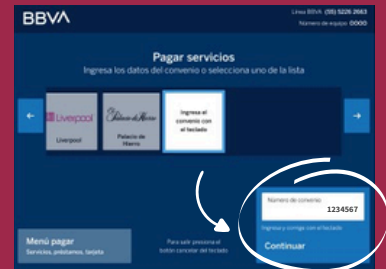 BBVA
Línea BBVA (55) 5226 2663
Número de equipo 0000
Pagar servicios
Ingresa los datos del convenio o selecciona uno de la lista
Liverpool
Liverpool
Palacio de Hierro
Palacio de
Hierro
Ingresa el
convenio con
el teclado
Número de convenio
1234567
Ingresa y corrige con el teclado
Continuar
Menú pagar
Servicios, préstamos, tarjeta
Para salir presiona el
botón cancelar del teclado